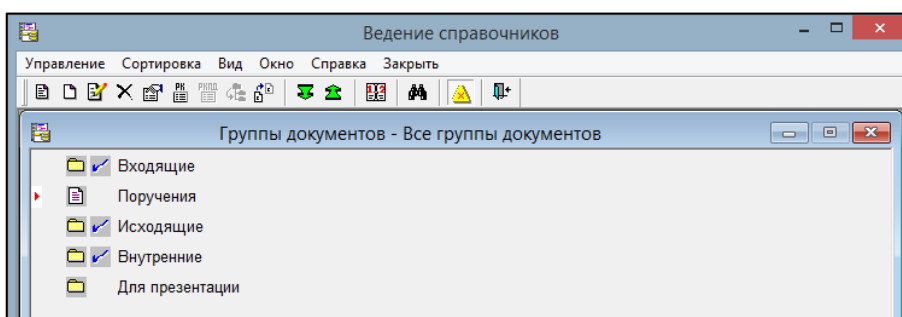 Ведение справочников
Управление Сортировка Вид Окно Справка Закрыть
Группы документов - Все группы документов
Входящие
Поручения
Исходящие
Внутренние
Для презентации